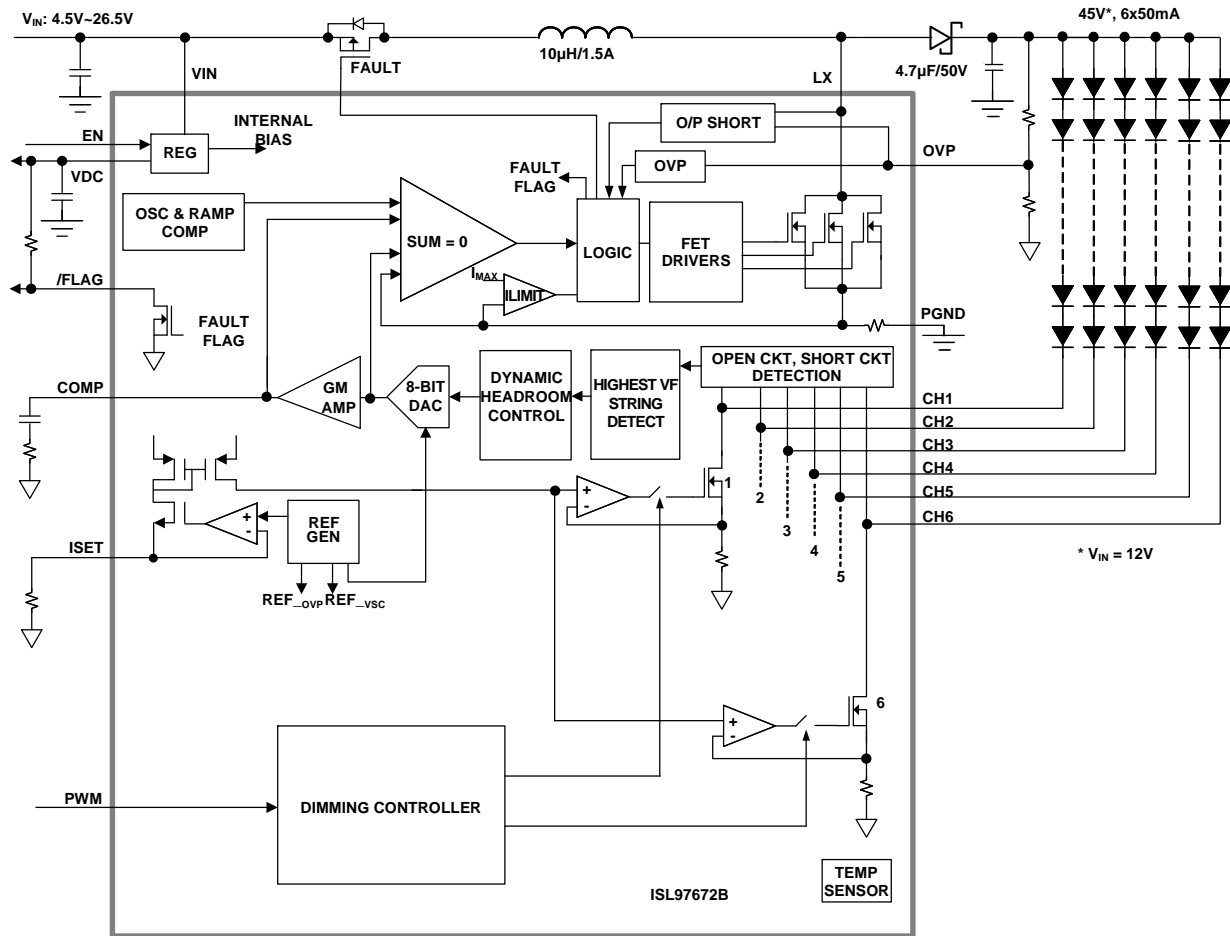 V_IN: 4.5V~26.5V
45V*, 6x50mA
10µH/1.5A
4.7µF/50V
FAULT
VIN
LX
EN
REG
INTERNAL
BIAS
VDC
O/P SHORT
OVP
OVP
FAULT
FLAG
OSC & RAMP
COMP
SUM = 0
LOGIC
FET
DRIVERS
I_MAX
ILIMIT
/FLAG
FAULT
FLAG
PGND
COMP
GM
AMP
8-BIT
DAC
DYNAMIC
HEADROOM
CONTROL
HIGHEST VF
STRING
DETECT
OPEN CKT, SHORT CKT
DETECTION
CH1
CH2
CH3
CH4
CH5
CH6
1
2
3
4
5
+
-
+
-
REF
GEN
ISET
REF_OVP
REF_VSC
* V_IN = 12V
6
+
-
PWM
DIMMING CONTROLLER
TEMP
SENSOR
ISL97672B